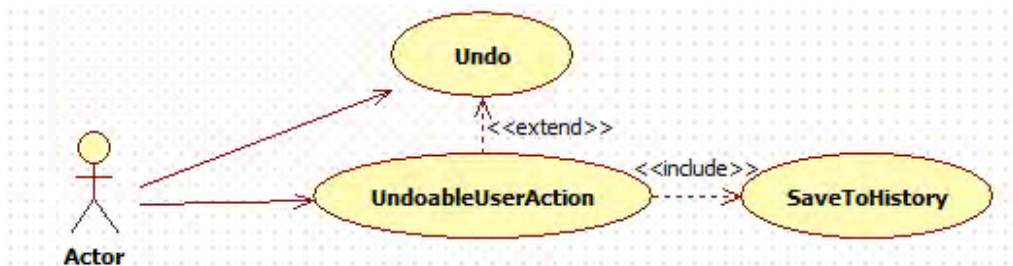 Undo
<<extend>>
<<include>>
UndoableUserAction
SaveToHistory
Actor